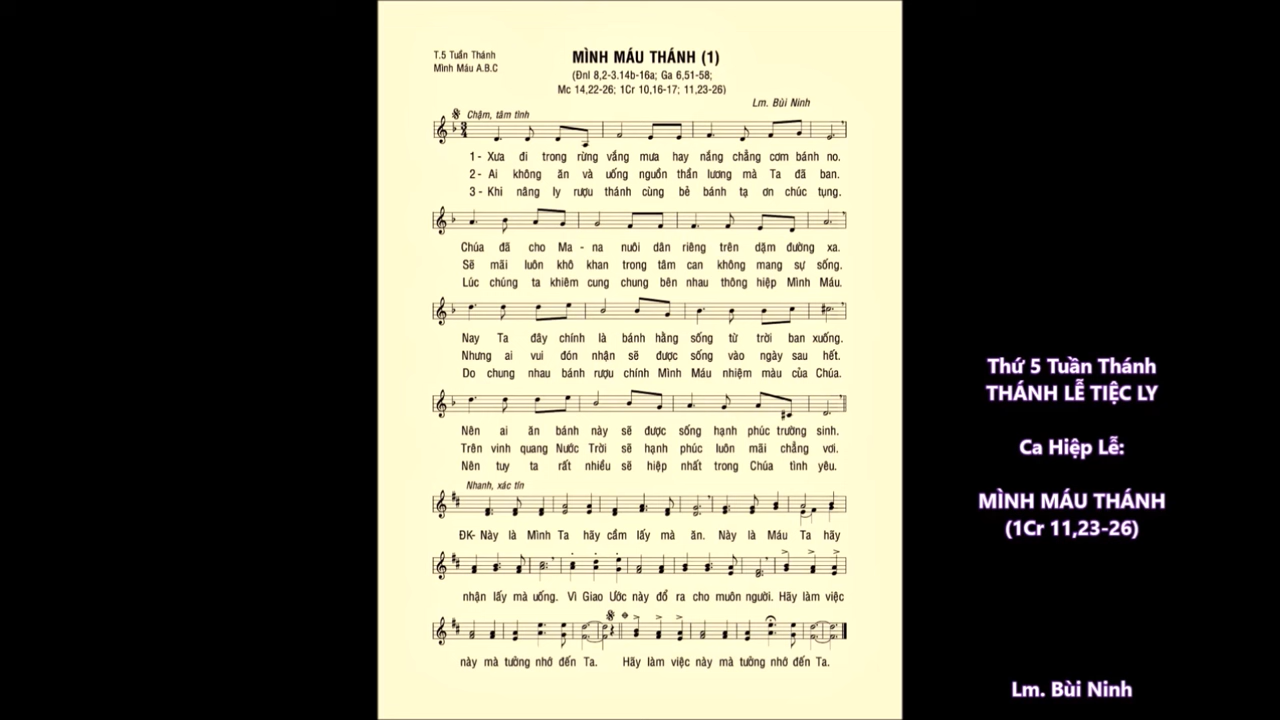 T.5 Tuần Thánh
Mình Máu A.B.C
MÌNH MÁU THÁNH (1)
(Đnl 8,2-3.14b-16a; Ga 6,51-58;
Mc 14,22-26; 1Cr 10,16-17; 11,23-26)
Lm. Bùi Ninh
Chậm, tâm tình
1- Xưa đi trong rừng vắng mưa hay nắng chẳng cơm bánh no.
2- Ai không ăn và uống nguồn thần lương mà Ta đã ban.
3- Khi nâng ly rượu thánh cùng bẻ bánh tạ ơn chúc tụng.
Chúa đã cho Ma - na nuôi dân riêng trên dặm đường xa.
Sẽ mãi luôn khô khan trong tâm can không mang sự sống.
Lúc chúng ta khiêm cung chung bên nhau thông hiệp Mình Máu.
Nay Ta đây chính là bánh hằng sống từ trời ban xuống.
Nhưng ai vui đón nhận sẽ được sống vào ngày sau hết.
Do chung nhau bánh rượu chính Mình Máu nhiệm màu của Chúa.
Nên ai ăn bánh này sẽ được sống hạnh phúc trường sinh.
Trên vinh quang Nước Trời sẽ hạnh phúc luôn mãi chẳng vơi.
Nên tuy ta rất nhiều sẽ hiệp nhất trong Chúa tình yêu.
Nhanh, xác tín
ĐK- Này là Mình Ta hãy cầm lấy mà ăn. Này là Máu Ta hãy
nhận lấy mà uống. Vì Giao Ước này đổ ra cho muôn người. Hãy làm việc
này mà tưởng nhớ đến Ta. Hãy làm việc này mà tưởng nhớ đến Ta.
Thứ 5 Tuần Thánh
THÁNH LỄ TIỆC LY
Ca Hiệp Lễ:
MÌNH MÁU THÁNH
(1Cr 11,23-26)
Lm. Bùi Ninh